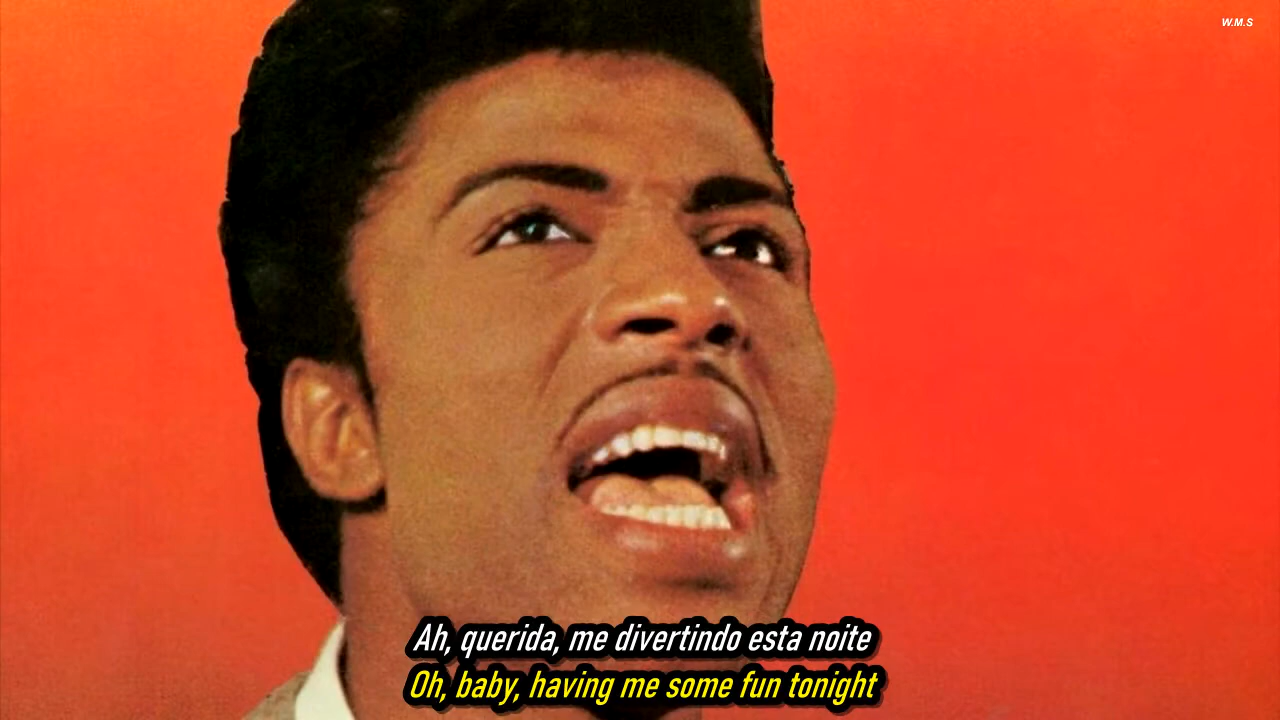 W.M.S
Ah, querida, me divertindo esta noite
Oh, baby, having me some fun tonight